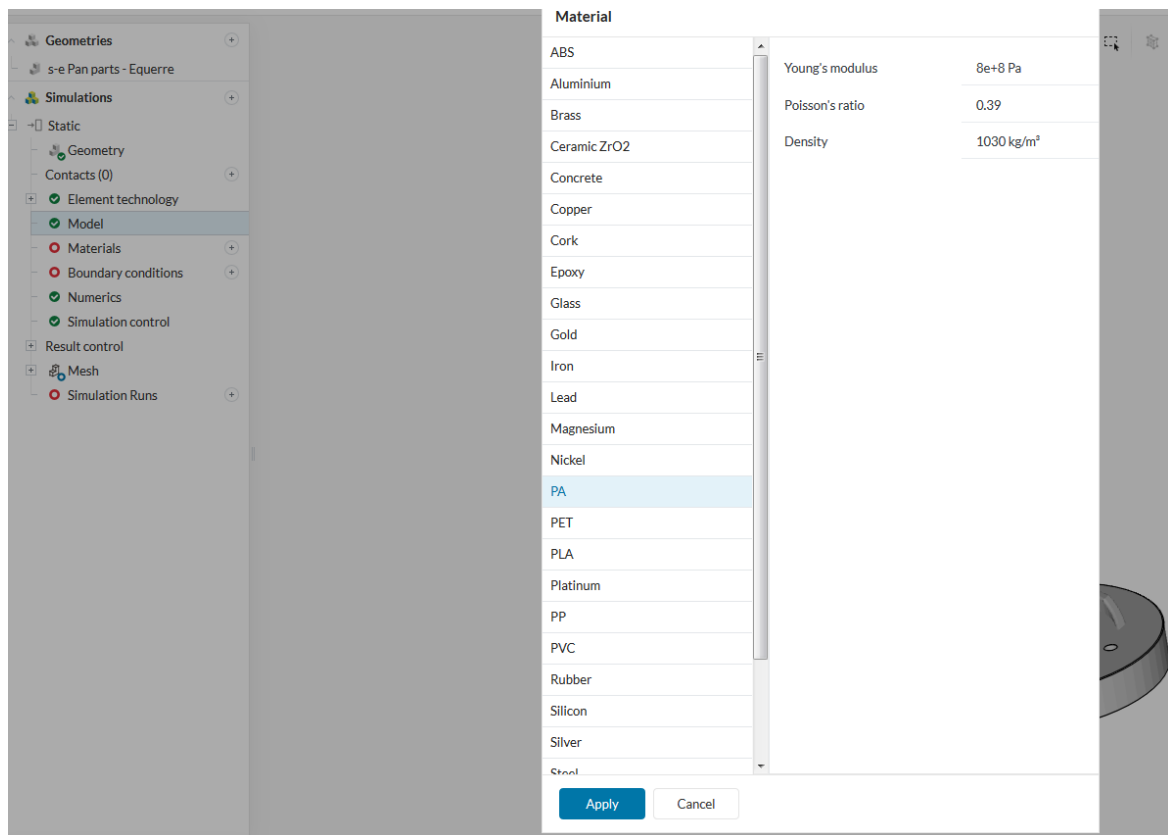 Geometries
s-e Pan parts - Equerre
Simulations
Static
Geometry
Contacts (0)
Element technology
Model
Materials
Boundary conditions
Numerics
Simulation control
Result control
Mesh
Simulation Runs
Material
ABS
Aluminium
Brass
Ceramic ZrO2
Concrete
Copper
Cork
Epoxy
Glass
Gold
Iron
Lead
Magnesium
Nickel
PA
PET
PLA
Platinum
PP
PVC
Rubber
Silicon
Silver
Steel
Young's modulus 8e+8 Pa
Poisson's ratio 0.39
Density 1030 kg/m³
Apply Cancel